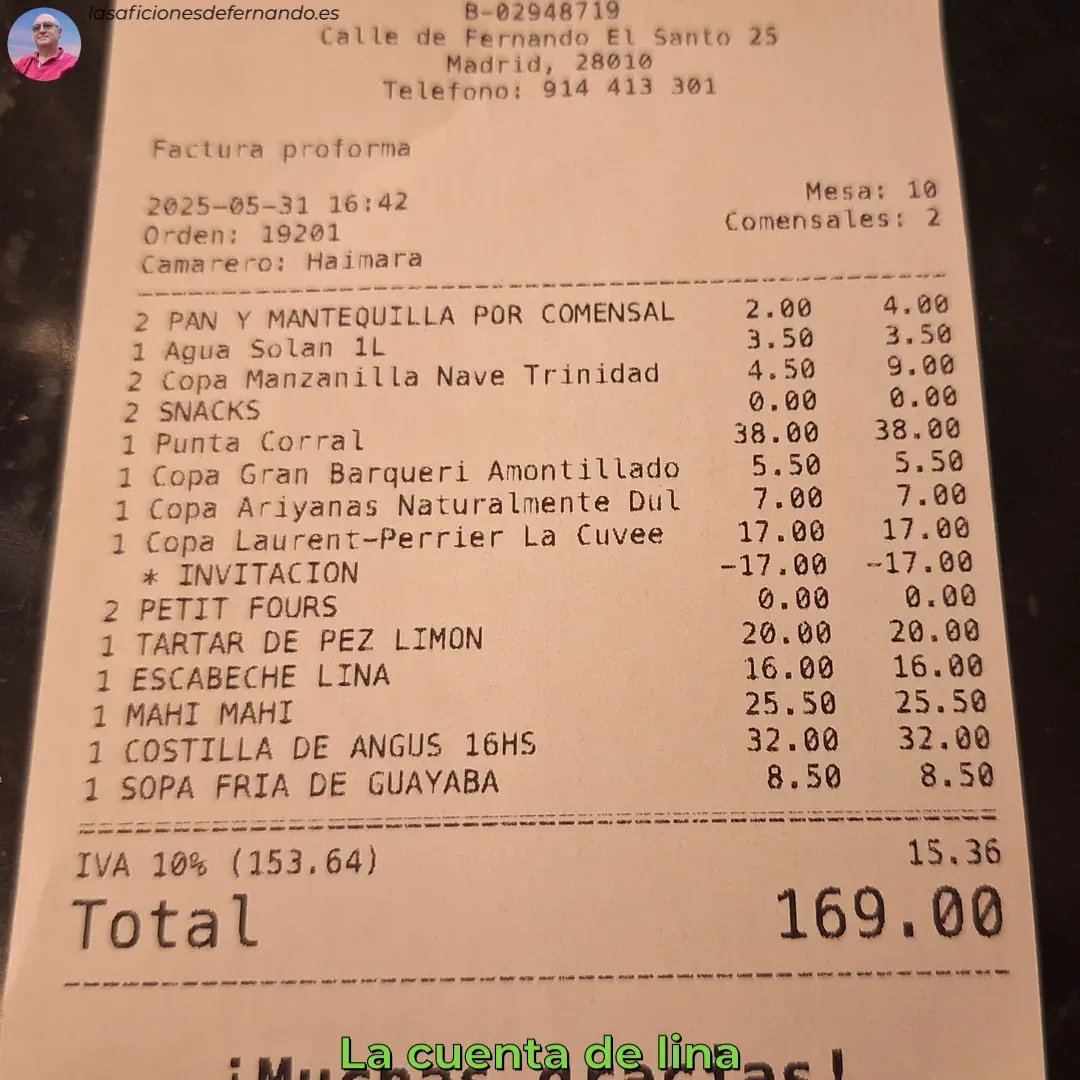 lasaficionesdefernando.es
B-02948719
Calle de Fernando El Santo 25
Madrid, 28010
Telefono: 914 413 301
Factura proforma
2025-05-31 16:42
Mesa: 10
Orden: 19201
Comensales: 2
Camarero: Haimara
2 PAN Y MANTEQUILLA POR COMENSAL 2.00 4.00
1 Agua Solan 1L 3.50 3.50
2 Copa Manzanilla Nave Trinidad 4.50 9.00
2 SNACKS 0.00 0.00
1 Punta Corral 38.00 38.00
1 Copa Gran Barqueri Amontillado 5.50 5.50
1 Copa Ariyanas Naturalmente Dul 7.00 7.00
1 Copa Laurent-Perrier La Cuvee 17.00 17.00
* INVITACION -17.00 -17.00
2 PETIT FOURS 0.00 0.00
1 TARTAR DE PEZ LIMON 20.00 20.00
1 ESCABECHE LINA 16.00 16.00
1 MAHI MAHI 25.50 25.50
1 COSTILLA DE ANGUS 16HS 32.00 32.00
1 SOPA FRIA DE GUAYABA 8.50 8.50
IVA 10% (153.64) 15.36
Total 169.00
La cuenta de lina
¡Muchas gracias!